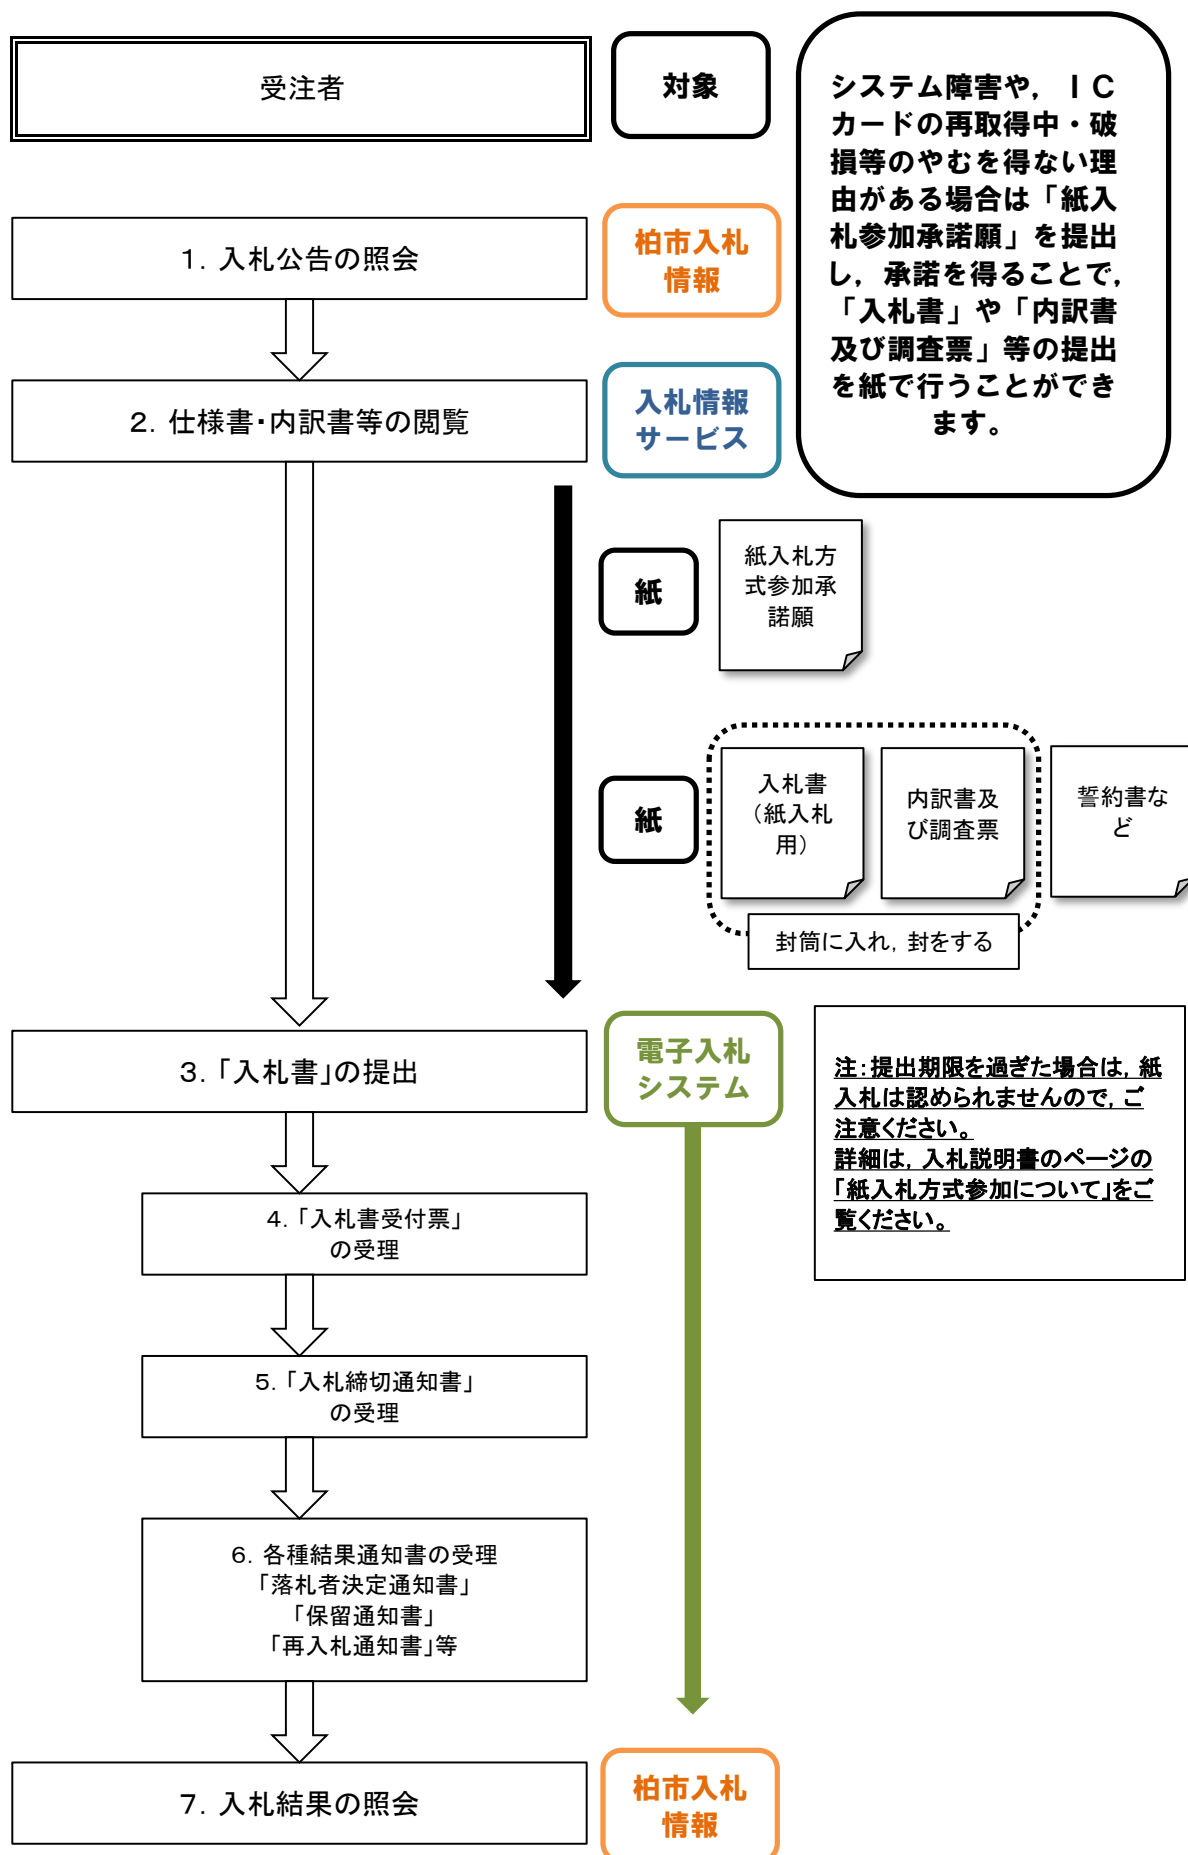 受注者
対象
システム障害や，ＩＣ
カードの再取得中・破
損等のやむを得ない理
由がある場合は「紙入
札参加承諾願」を提出
し，承諾を得ることで，
「入札書」や「内訳書
及び調査票」等の提出
を紙で行うことができ
ます。
１．入札公告の照会
柏市入札
情報
２．仕様書・内訳書等の閲覧
入札情報
サービス
紙
紙入札方
式参加承
諾願
紙
入札書
（紙入札
用）
内訳書及
び調査票
誓約書な
ど
封筒に入れ，封をする
３．「入札書」の提出
電子入札
システム
注：提出期限を過ぎた場合は，紙
入札は認められませんので，ご
注意ください。
詳細は，入札説明書のページの
「紙入札方式参加について」をご
覧ください。
４．「入札書受付票」
の受理
５．「入札締切通知書」
の受理
６．各種結果通知書の受理
「落札者決定通知書」
「保留通知書」
「再入札通知書」等
７．入札結果の照会
柏市入札
情報